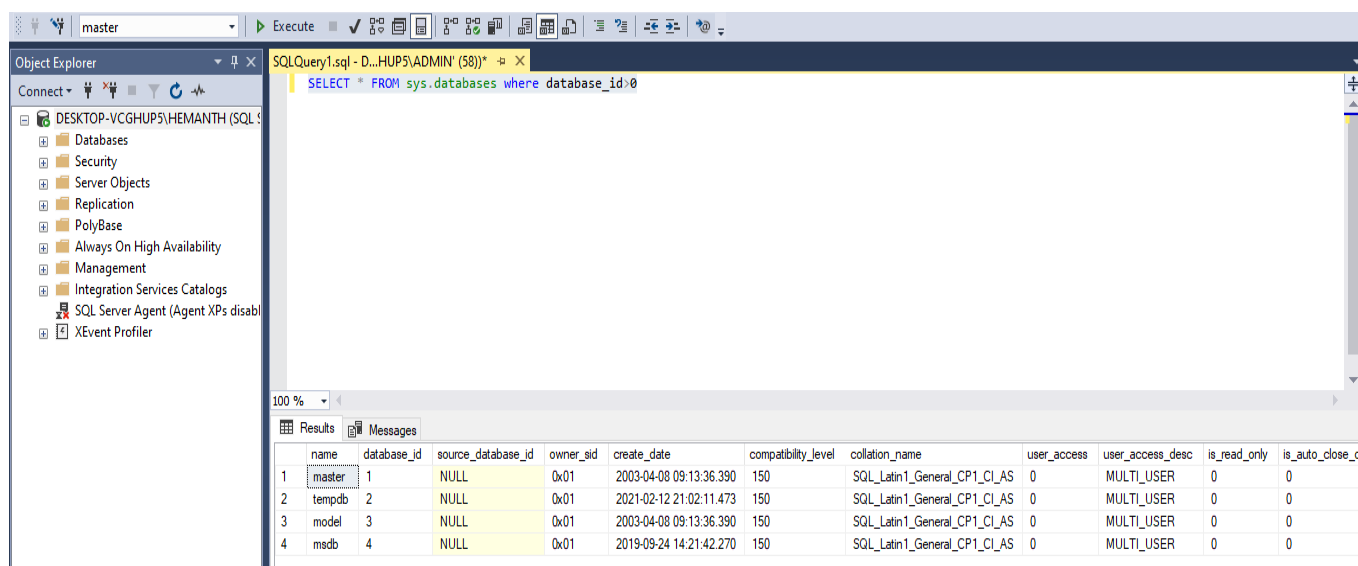 master Execute
Object Explorer
Connect
DESKTOP-VCGHUP5\HEMANTH (SQL S
Databases
Security
Server Objects
Replication
PolyBase
Always On High Availability
Management
Integration Services Catalogs
SQL Server Agent (Agent XPs disabl
XEvent Profiler
SQLQuery1.sql - D...HUP5\ADMIN' (58))*
SELECT * FROM sys.databases where database_id>0
100 %
Results Messages
name database_id source_database_id owner_sid create_date compatibility_level collation_name user_access user_access_desc is_read_only is_auto_close_o
1 master 1 NULL 0x01 2003-04-08 09:13:36.390 150 SQL_Latin1_General_CP1_CI_AS 0 MULTI_USER 0 0
2 tempdb 2 NULL 0x01 2021-02-12 21:02:11.473 150 SQL_Latin1_General_CP1_CI_AS 0 MULTI_USER 0 0
3 model 3 NULL 0x01 2003-04-08 09:13:36.390 150 SQL_Latin1_General_CP1_CI_AS 0 MULTI_USER 0 0
4 msdb 4 NULL 0x01 2019-09-24 14:21:42.270 150 SQL_Latin1_General_CP1_CI_AS 0 MULTI_USER 0 0